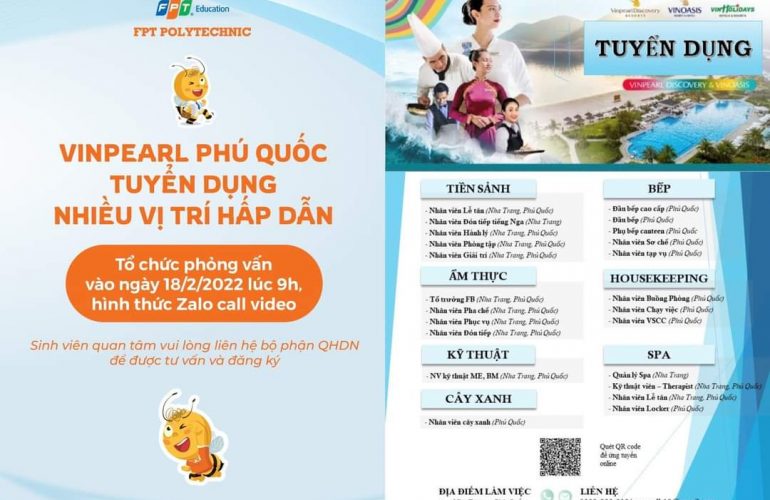 FPT Education
FPT POLYTECHNIC
VINPEARL PHÚ QUỐC
TUYỂN DỤNG
NHIỀU VỊ TRÍ HẤP DẪN
Tổ chức phỏng vấn
vào ngày 18/2/2022 lúc 9h,
hình thức Zalo call video
Sinh viên quan tâm vui lòng liên hệ bộ phận QHDN
để được tư vấn và đăng ký
VinpearlDiscovery VINOASIS VINHOLIDAYS
TUYỂN DỤNG
VINPEARL DISCOVERY & VINOASIS
TIỀN SẢNH
- Nhân viên Lễ tân (Nha Trang, Phú Quốc)
- Nhân viên Đón tiếp tiếng Nga (Nha Trang)
- Nhân viên Hành lý (Nha Trang, Phú Quốc)
- Nhân viên Phòng tập (Nha Trang, Phú Quốc)
- Nhân viên Giải trí (Nha Trang, Phú Quốc)
ẨM THỰC
- Tổ trưởng FB (Nha Trang, Phú Quốc)
- Nhân viên Pha chế (Nha Trang, Phú Quốc)
- Nhân viên Phục vụ (Nha Trang, Phú Quốc)
- Nhân viên Đón tiếp (Nha Trang, Phú Quốc)
KỸ THUẬT
- NV kỹ thuật ME, BM (Nha Trang, Phú Quốc)
CÂY XANH
- Nhân viên cây xanh (Phú Quốc)
BẾP
- Đầu bếp cao cấp (Phú Quốc)
- Đầu bếp (Phú Quốc)
- Phụ bếp canteen (Phú Quốc
- Nhân viên Sơ chế (Phú Quốc)
- Nhân viên tạp vụ (Phú Quốc)
HOUSEKEEPING
- Nhân viên Buồng Phòng (Phú Quốc)
- Nhân viên Chạy việc (Phú Quốc)
- Nhân viên VSCC (Phú Quốc)
SPA
- Quản lý Spa (Nha Trang)
- Kỹ thuật viên – Therapist (Nha Trang, Phú Quốc)
- Nhân viên Lễ tân (Nha Trang, Phú Quốc)
- Nhân viên Locker (Nha Trang, Phú Quốc)
Quét QR code
để ứng tuyển
online
ĐỊA ĐIỂM LÀM VIỆC
LIÊN HỆ